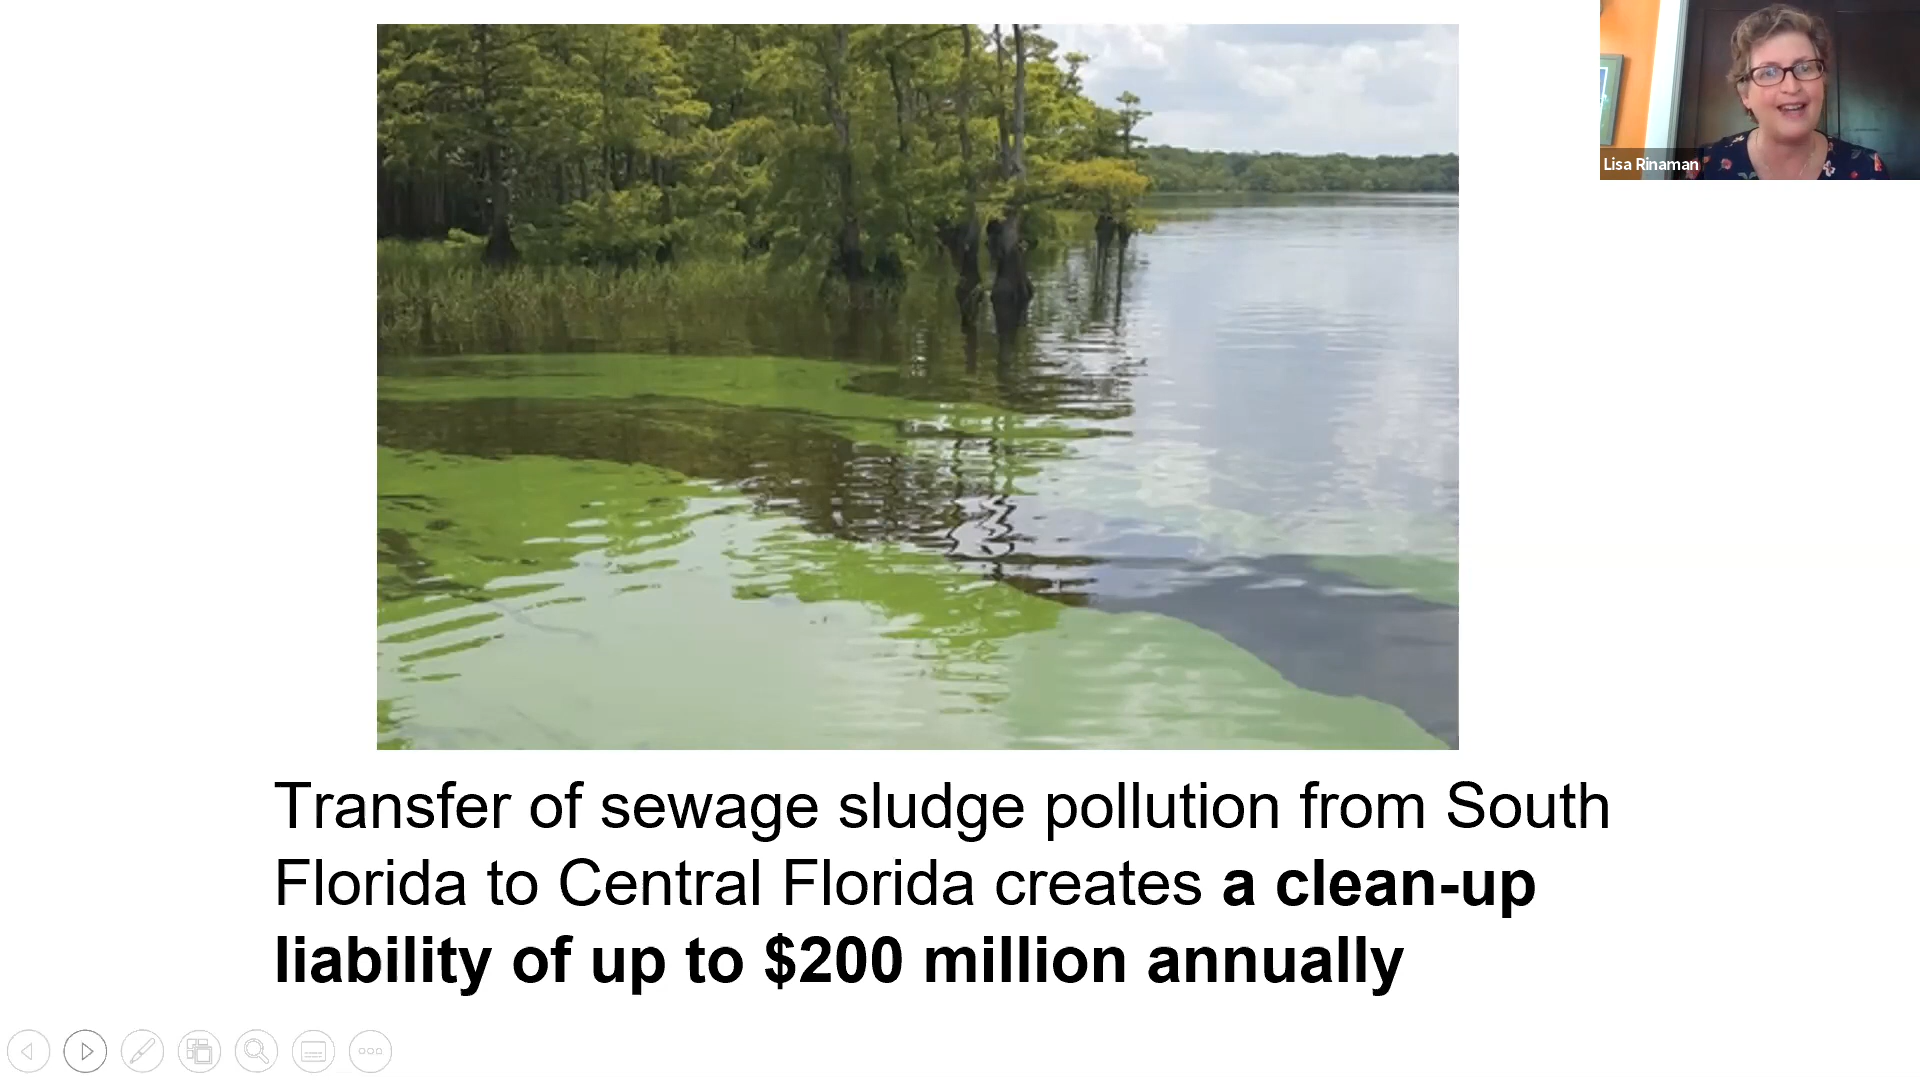 Lisa Rinaman
Transfer of sewage sludge pollution from South
Florida to Central Florida creates a clean-up
liability of up to $200 million annually